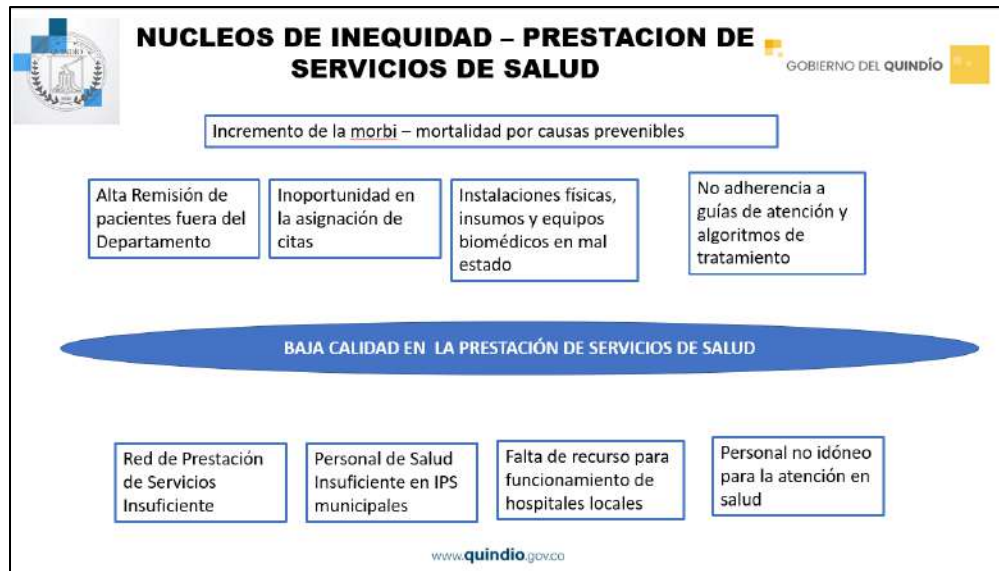 NUCLEOS DE INEQUIDAD – PRESTACION DE
SERVICIOS DE SALUD
QUINDIO
GOBIERNO DEL QUINDÍO
Incremento de la morbi – mortalidad por causas prevenibles
Alta Remisión de
pacientes fuera del
Departamento
Inoportunidad en
la asignación de
citas
Instalaciones físicas,
insumos y equipos
biomédicos en mal
estado
No adherencia a
guías de atención y
algoritmos de
tratamiento
BAJA CALIDAD EN LA PRESTACIÓN DE SERVICIOS DE SALUD
Red de Prestación
de Servicios
Insuficiente
Personal de Salud
Insuficiente en IPS
municipales
Falta de recurso para
funcionamiento de
hospitales locales
Personal no idóneo
para la atención en
salud
www.quindio.gov.co